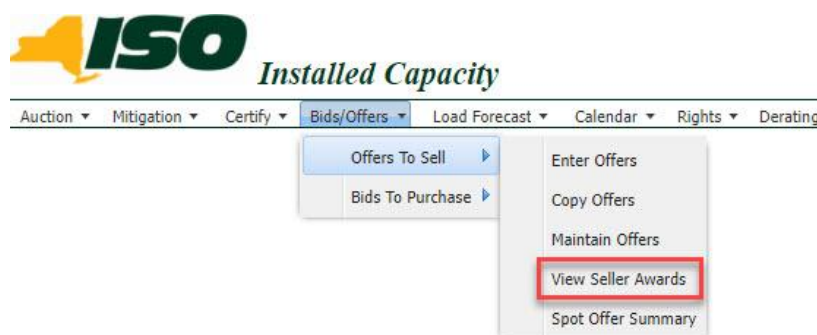 ISO
Installed Capacity
Auction Mitigation Certify Bids/Offers Load Forecast Calendar Rights Derating
Offers To Sell
Bids To Purchase
Enter Offers
Copy Offers
Maintain Offers
View Seller Awards
Spot Offer Summary